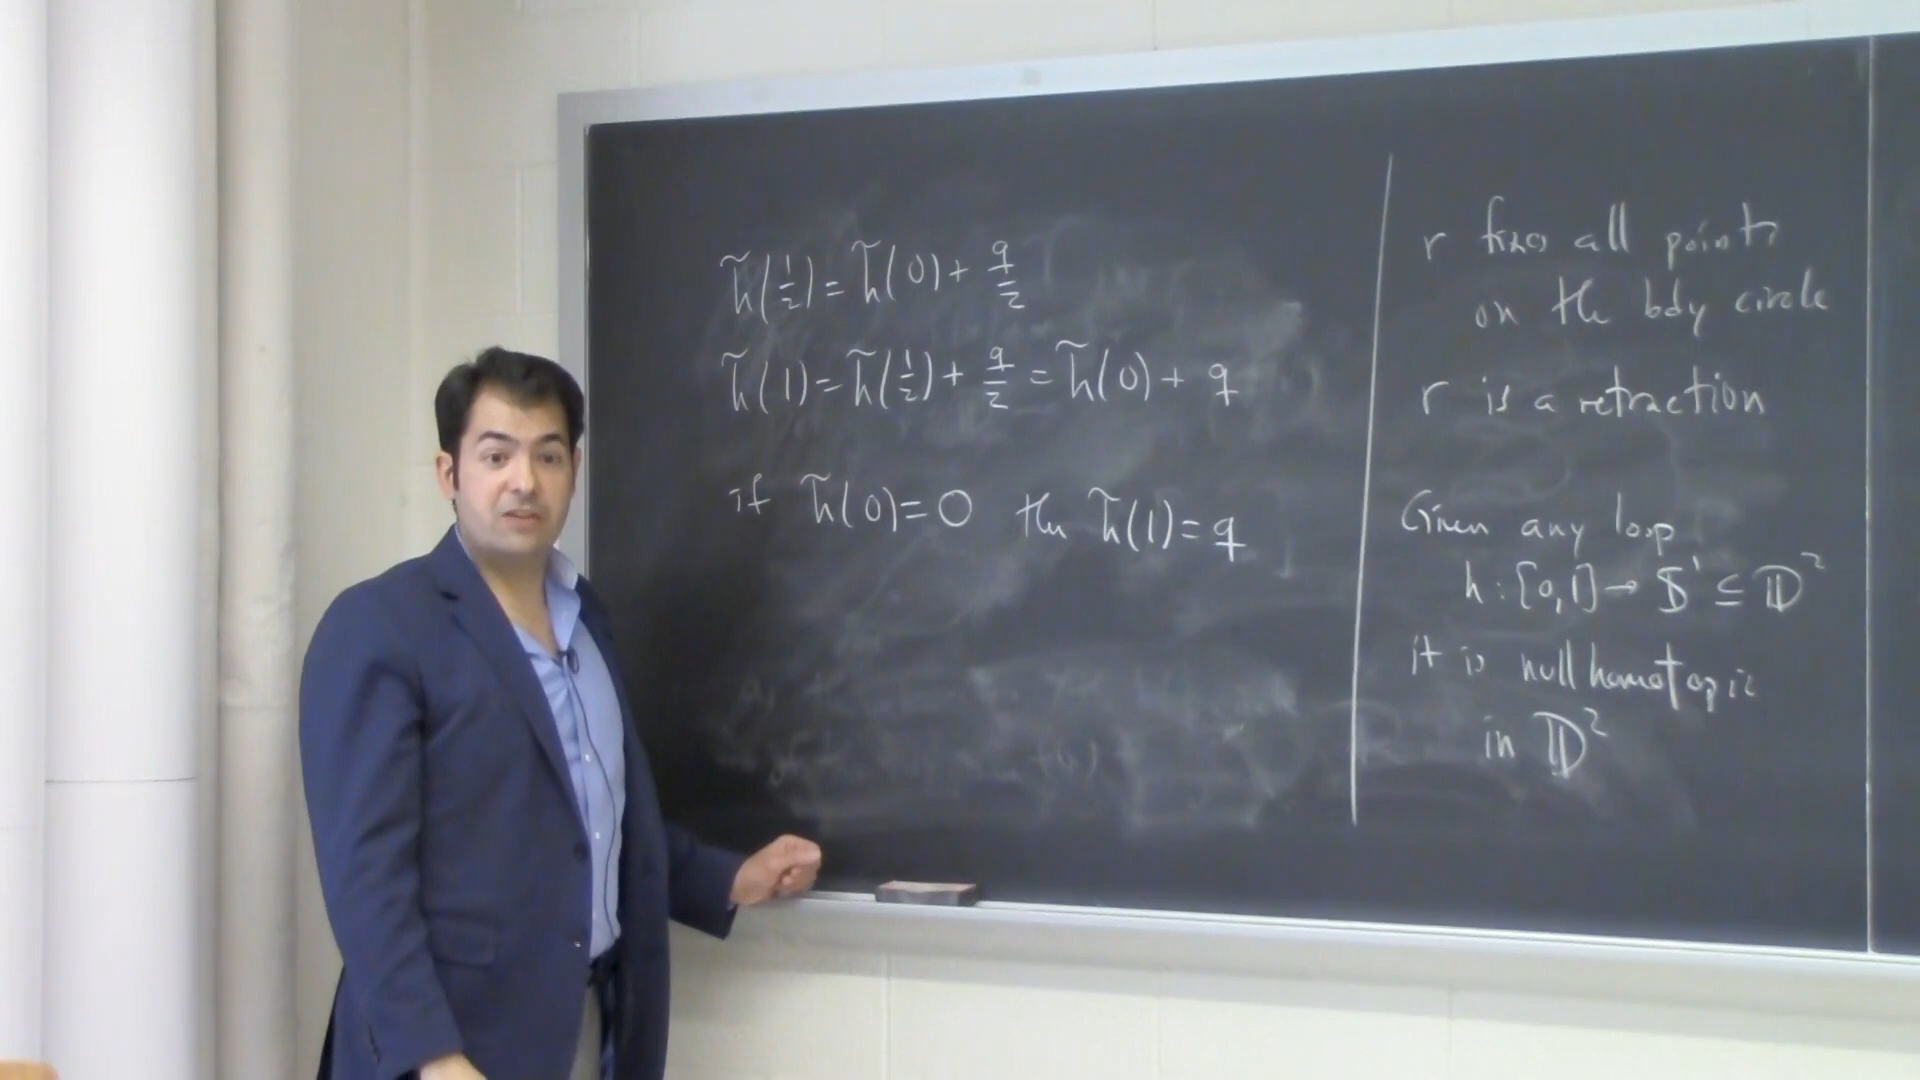 h̃(1/2) = h̃(0) + q/2
h̃(1) = h̃(1/2) + q/2 = h̃(0) + q
if h̃(0) = 0 then h̃(1) = q
r fixes all points
on the bdy circle
r is a retraction
Given any loop
h : [0,1] → S¹ ⊆ D²
it is null homotopic
in D²